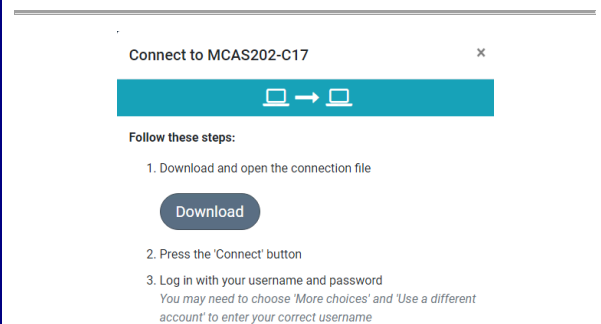 Connect to MCAS202-C17 ×
Follow these steps:
1. Download and open the connection file
Download
2. Press the 'Connect' button
3. Log in with your username and password
You may need to choose 'More choices' and 'Use a different
account' to enter your correct username